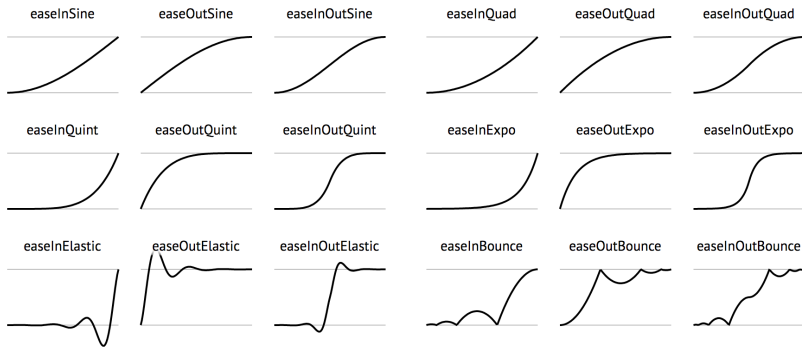 easeInSine
easeOutSine
easeInOutSine
easeInQuad
easeOutQuad
easeInOutQuad
easeInQuint
easeOutQuint
easeInOutQuint
easeInExpo
easeOutExpo
easeInOutExpo
easeInElastic
easeOutElastic
easeInOutElastic
easeInBounce
easeOutBounce
easeInOutBounce